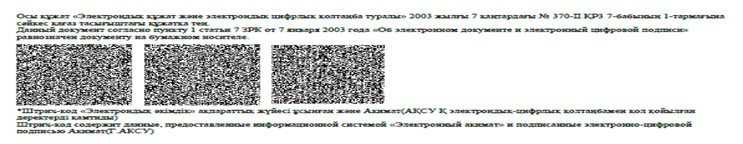 Осы құжат «Электрондық құжат және электрондық цифрлық қолтаңба туралы» 2003 жылғы 7 қантардағы № 370-II ҚРЗ 7-бабының 1-тармағына
сәйкес қағаз тасығыштағы құжатқа тең.
Данный документ согласно пункту 1 статьи 7 ЗРК от 7 января 2003 года «Об электронном документе и электронной цифровой подписи»
равнозначен документу на бумажном носителе.
*Штрих-код «Электрондық әкімдік» ақпараттық жүйесі ұсынған және Акимат(АҚСУ Қ электрондық-цифрлық қолтаңбамен қол қойылған
деректерді қамтиды)
Штрих-код содержит данные, предоставленные информационной системой «Электронный акимат» и подписанные электронно-цифровой
подписью Акимат(Г.АКСУ)